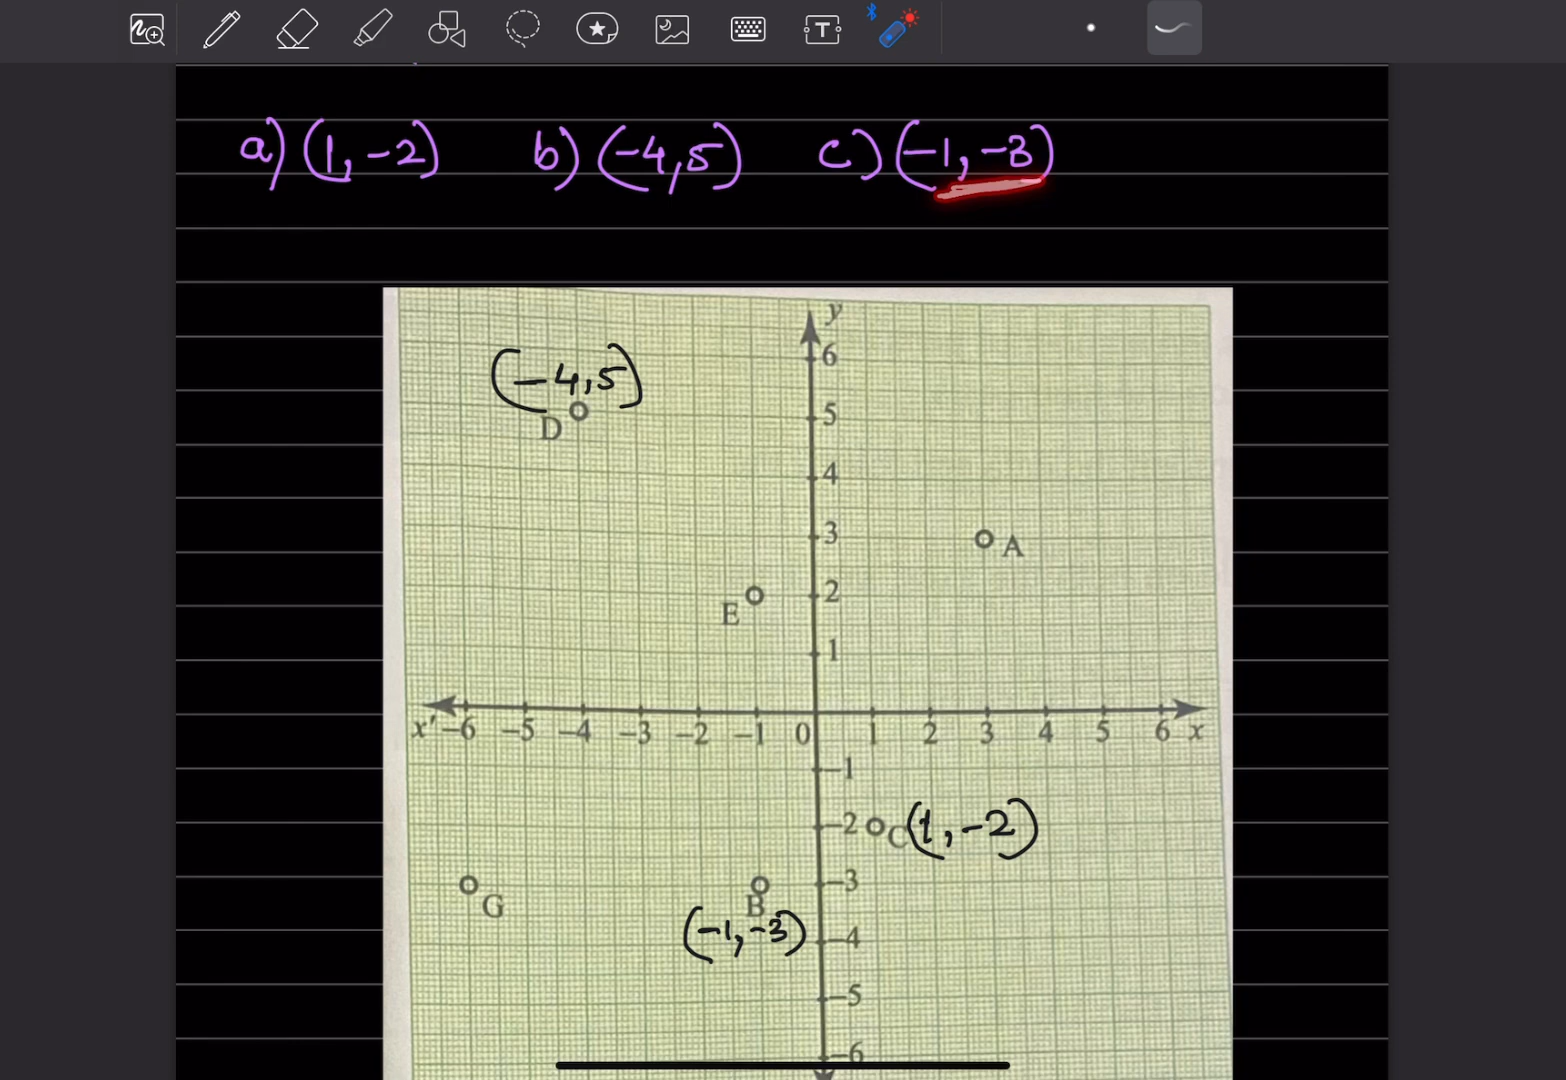 T
a) (1, -2) b) (-4,5) c) (-1, -3)
y
6
(-4,5)
5
D
4
3
A
2
E
1
x' -6 -5 -4 -3 -2 -1 0 1 2 3 4 5 6 x
-1
-2 C (1, -2)
-3
G B
(-1, -3) -4
-5
-6